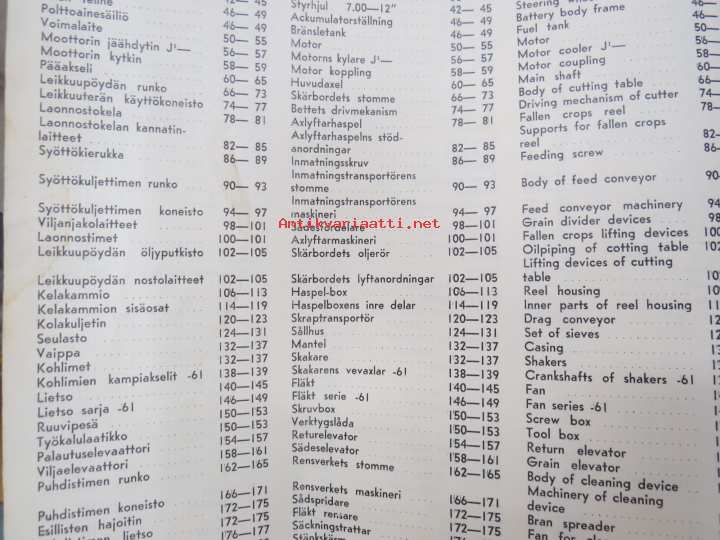 Polttoainesäiliö 46— 49
Voimalaite 46— 49
Moottorin jäähdytin J¹— 50— 55
Moottorin kytkin 56— 57
Pääakseli 58— 59
Leikkuupöydän runko 60— 65
Leikkuuterän käyttökoneisto 66— 73
Laonnostokela 74— 77
Laonnostokelan kannatin- 78— 81
laitteet
Syöttökierukka 82— 85
86— 89
Syöttökuljettimen runko 90— 93
Syöttökuljettimen koneisto 94— 97
Viljanjakolaitteet 98—101
Laonnostimet 100—101
Leikkuupöydän öljyputkisto 102—105
Leikkuupöydän nostolaitteet 102—105
Kelakammio 106—113
Kelakammion sisäosat 114—119
Kolakuljetin 120—123
Seulasto 124—131
Vaippa 132—137
Kohlimet 132—137
Kohlimien kampiakselit -61 138—139
Lietso 140—145
Lietso sarja -61 146—149
Ruuvipesä 150—153
Työkalulaatikko 150—153
Palautuselevaattori 154—157
Viljaelevaattori 158—161
Puhdistimen runko 162—165
Puhdistimen koneisto 166—171
Esillisten hajoitin 172—175
172—175
lietso 176—177
Styrhjul 7.00—12" 42— 45
Ackumulatorställning 46— 49
Bränsletank 46— 49
Motor 50— 55
Motorns kylare J¹— 56— 57
Motor koppling 58— 59
Huvudaxel 60— 65
Skärbordets stomme 66— 73
Bettets drivmekanism 74— 77
Axlyftarhaspel 78— 81
Axlyftarhaspelns stöd-
anordningar 82— 85
Inmatningsskruv 86— 89
Inmatningstransportörens
stomme 90— 93
Inmatningstransportörens
maskineri 94— 97
Sädesfördelare 98—101
Axlyftarmaskineri 100—101
Skärbordets oljerör 102—105
Skärbordets lyftanordningar 102—105
Haspel-box 106—113
Haspelboxens inre delar 114—119
Skraptransportör 120—123
Sållhus 124—131
Mantel 132—137
Skakare 132—137
Skakarens vevaxlar -61 138—139
Fläkt 140—145
Fläkt serie -61 146—149
Skruvbox 150—153
Verktygslåda 150—153
Returelevator 154—157
Sädeselevator 158—161
Rensverkets stomme 162—165
Rensverkets maskineri
Sådspridare 166—171
Fläkt rensare 172—175
Säckningstrattar 172—175
Battery body frame
Fuel tank
Motor
Motor cooler J¹—
Motor coupling
Main shaft
Body of cutting table
Driving mechanism of cutter
Fallen crops reel
Supports for fallen crops
reel
Feeding screw
Body of feed conveyor
Feed conveyor machinery
Grain divider devices
Fallen crops lifting devices
Oilpiping of cotting table
Lifting devices of cutting
table
Reel housing
Inner parts of reel housing
Drag conveyor
Set of sieves
Casing
Shakers
Crankshafts of shakers -61
Fan
Fan series -61
Screw box
Tool box
Return elevator
Grain elevator
Body of cleaning device
Machinery of cleaning
device
Bran spreader
Antikvariaatti.net